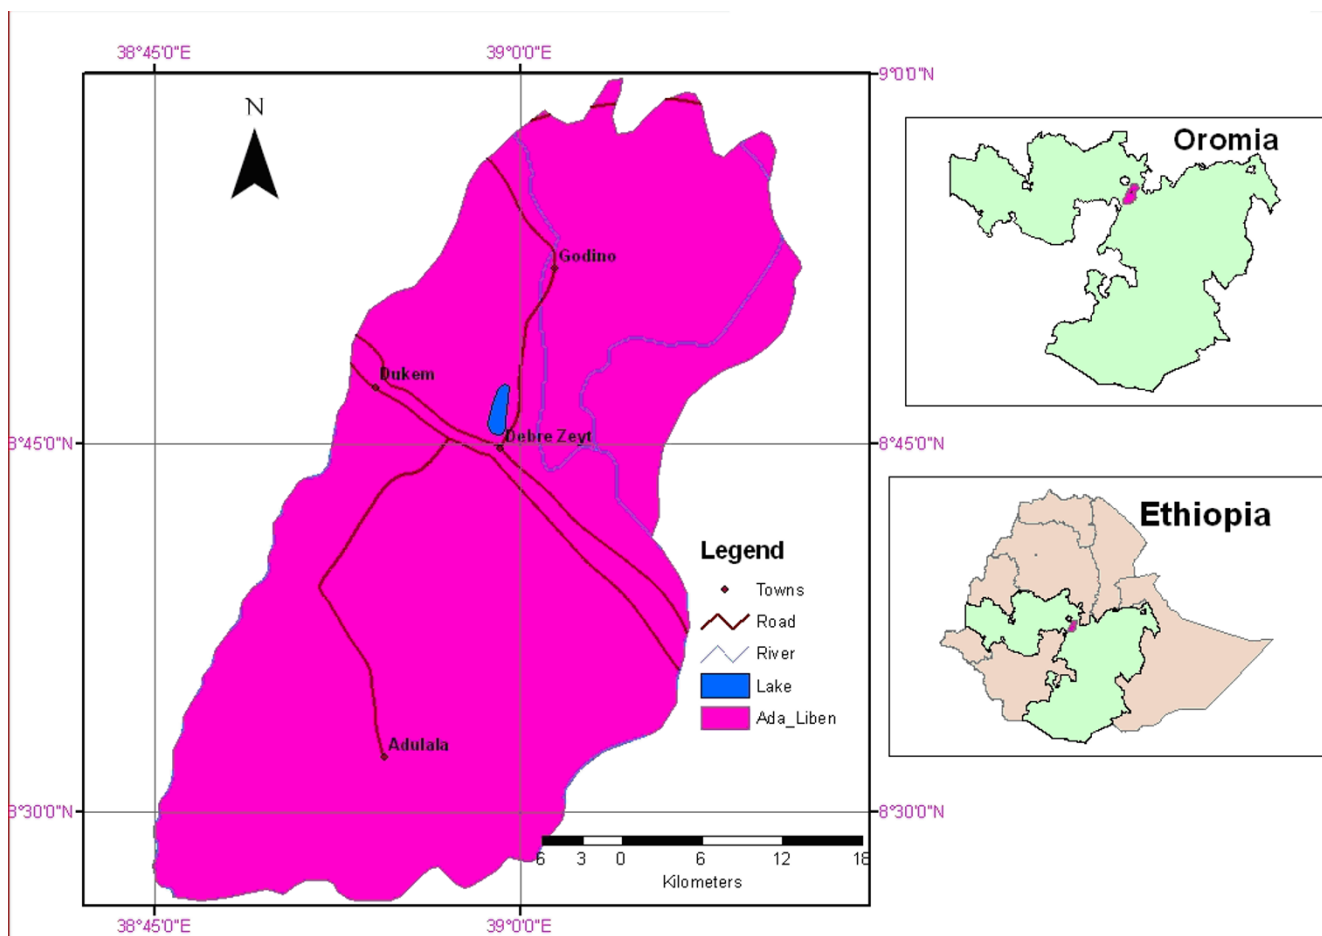 38°45'0"E 39°0'0"E
9°0'0"N
N
Oromia
Godino
Dukem
Debre Zeyt
8°45'0"N 8°45'0"N
Ethiopia
Legend
Towns
Road
River
Lake
Ada_Liben
Adulala
8°30'0"N 8°30'0"N
6 3 0 6 12 18
Kilometers
38°45'0"E 39°0'0"E